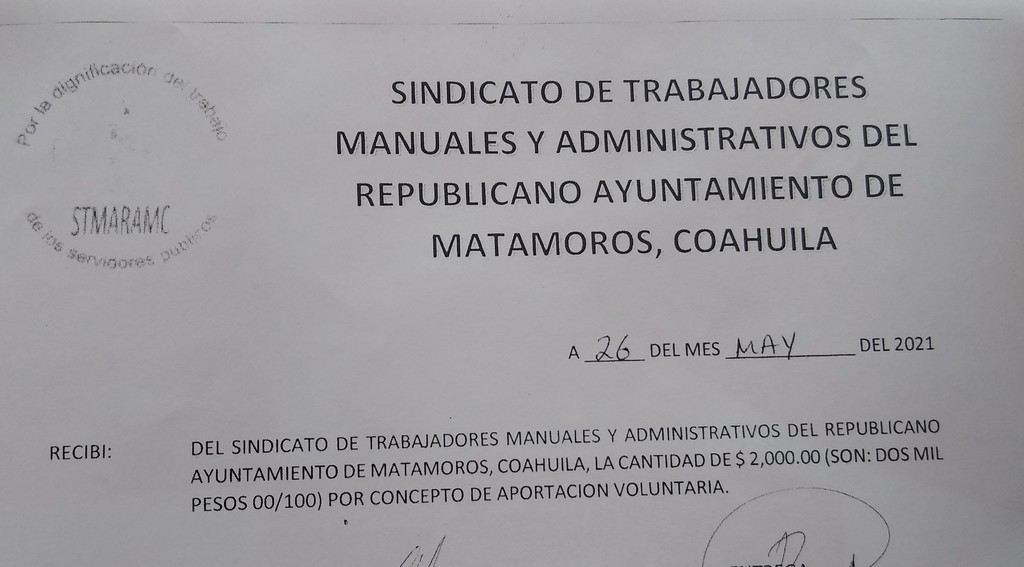 Por la dignificación del trabajo
STMARAMC
de los servidores publicos
SINDICATO DE TRABAJADORES
MANUALES Y ADMINISTRATIVOS DEL
REPUBLICANO AYUNTAMIENTO DE
MATAMOROS, COAHUILA
A 26 DEL MES MAY DEL 2021
RECIBI:
DEL SINDICATO DE TRABAJADORES MANUALES Y ADMINISTRATIVOS DEL REPUBLICANO
AYUNTAMIENTO DE MATAMOROS, COAHUILA, LA CANTIDAD DE $ 2,000.00 (SON: DOS MIL
PESOS 00/100) POR CONCEPTO DE APORTACION VOLUNTARIA.